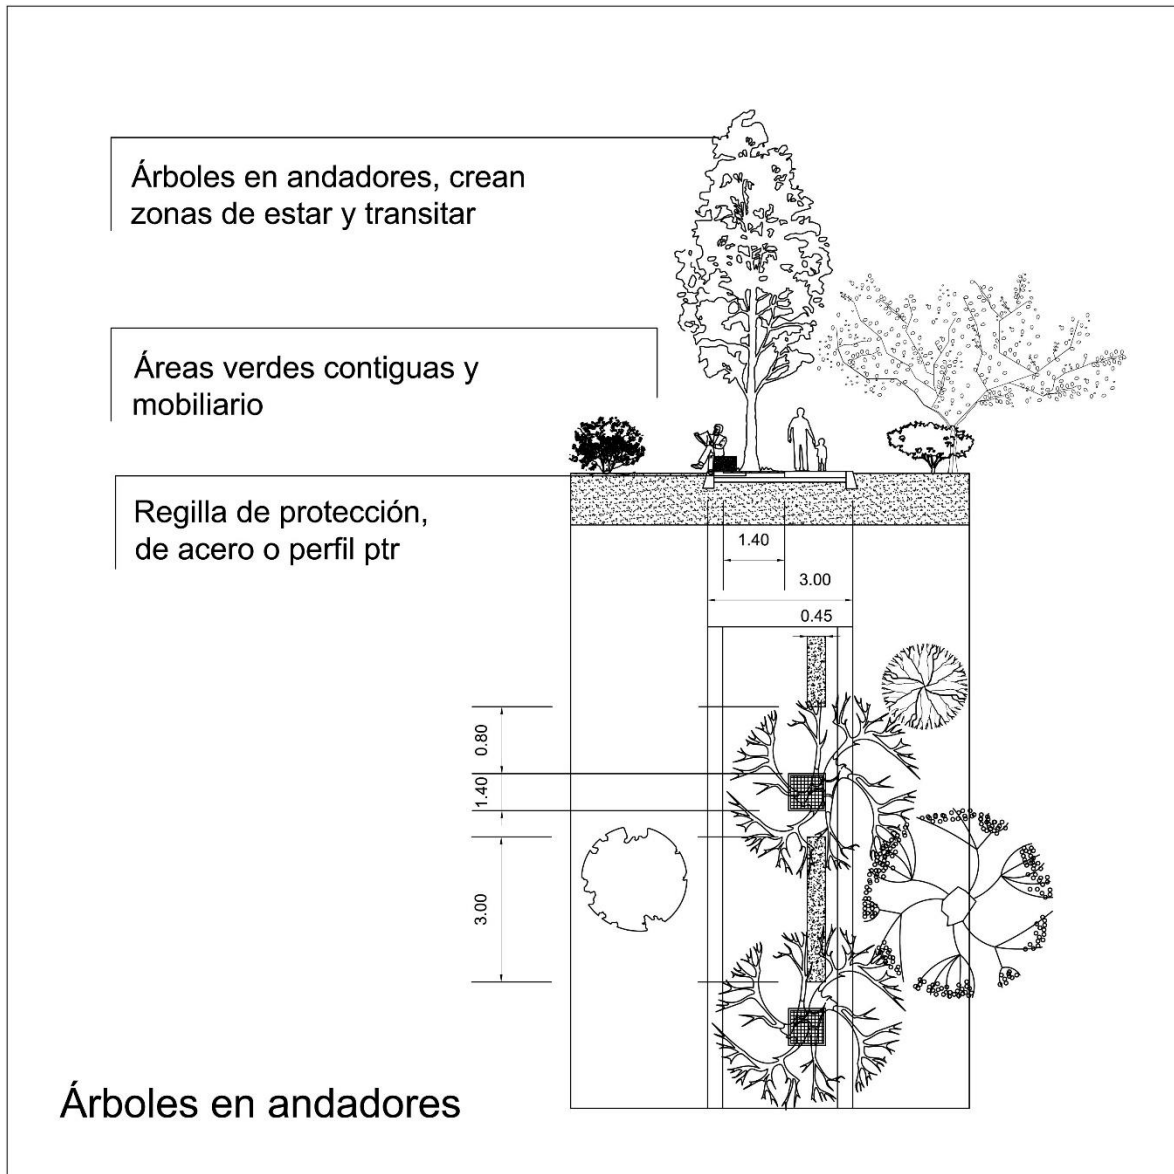 Árboles en andadores, crean
zonas de estar y transitar
Áreas verdes contiguas y
mobiliario
Regilla de protección,
de acero o perfil ptr
1.40
3.00
0.45
0.80
1.40
3.00
Árboles en andadores